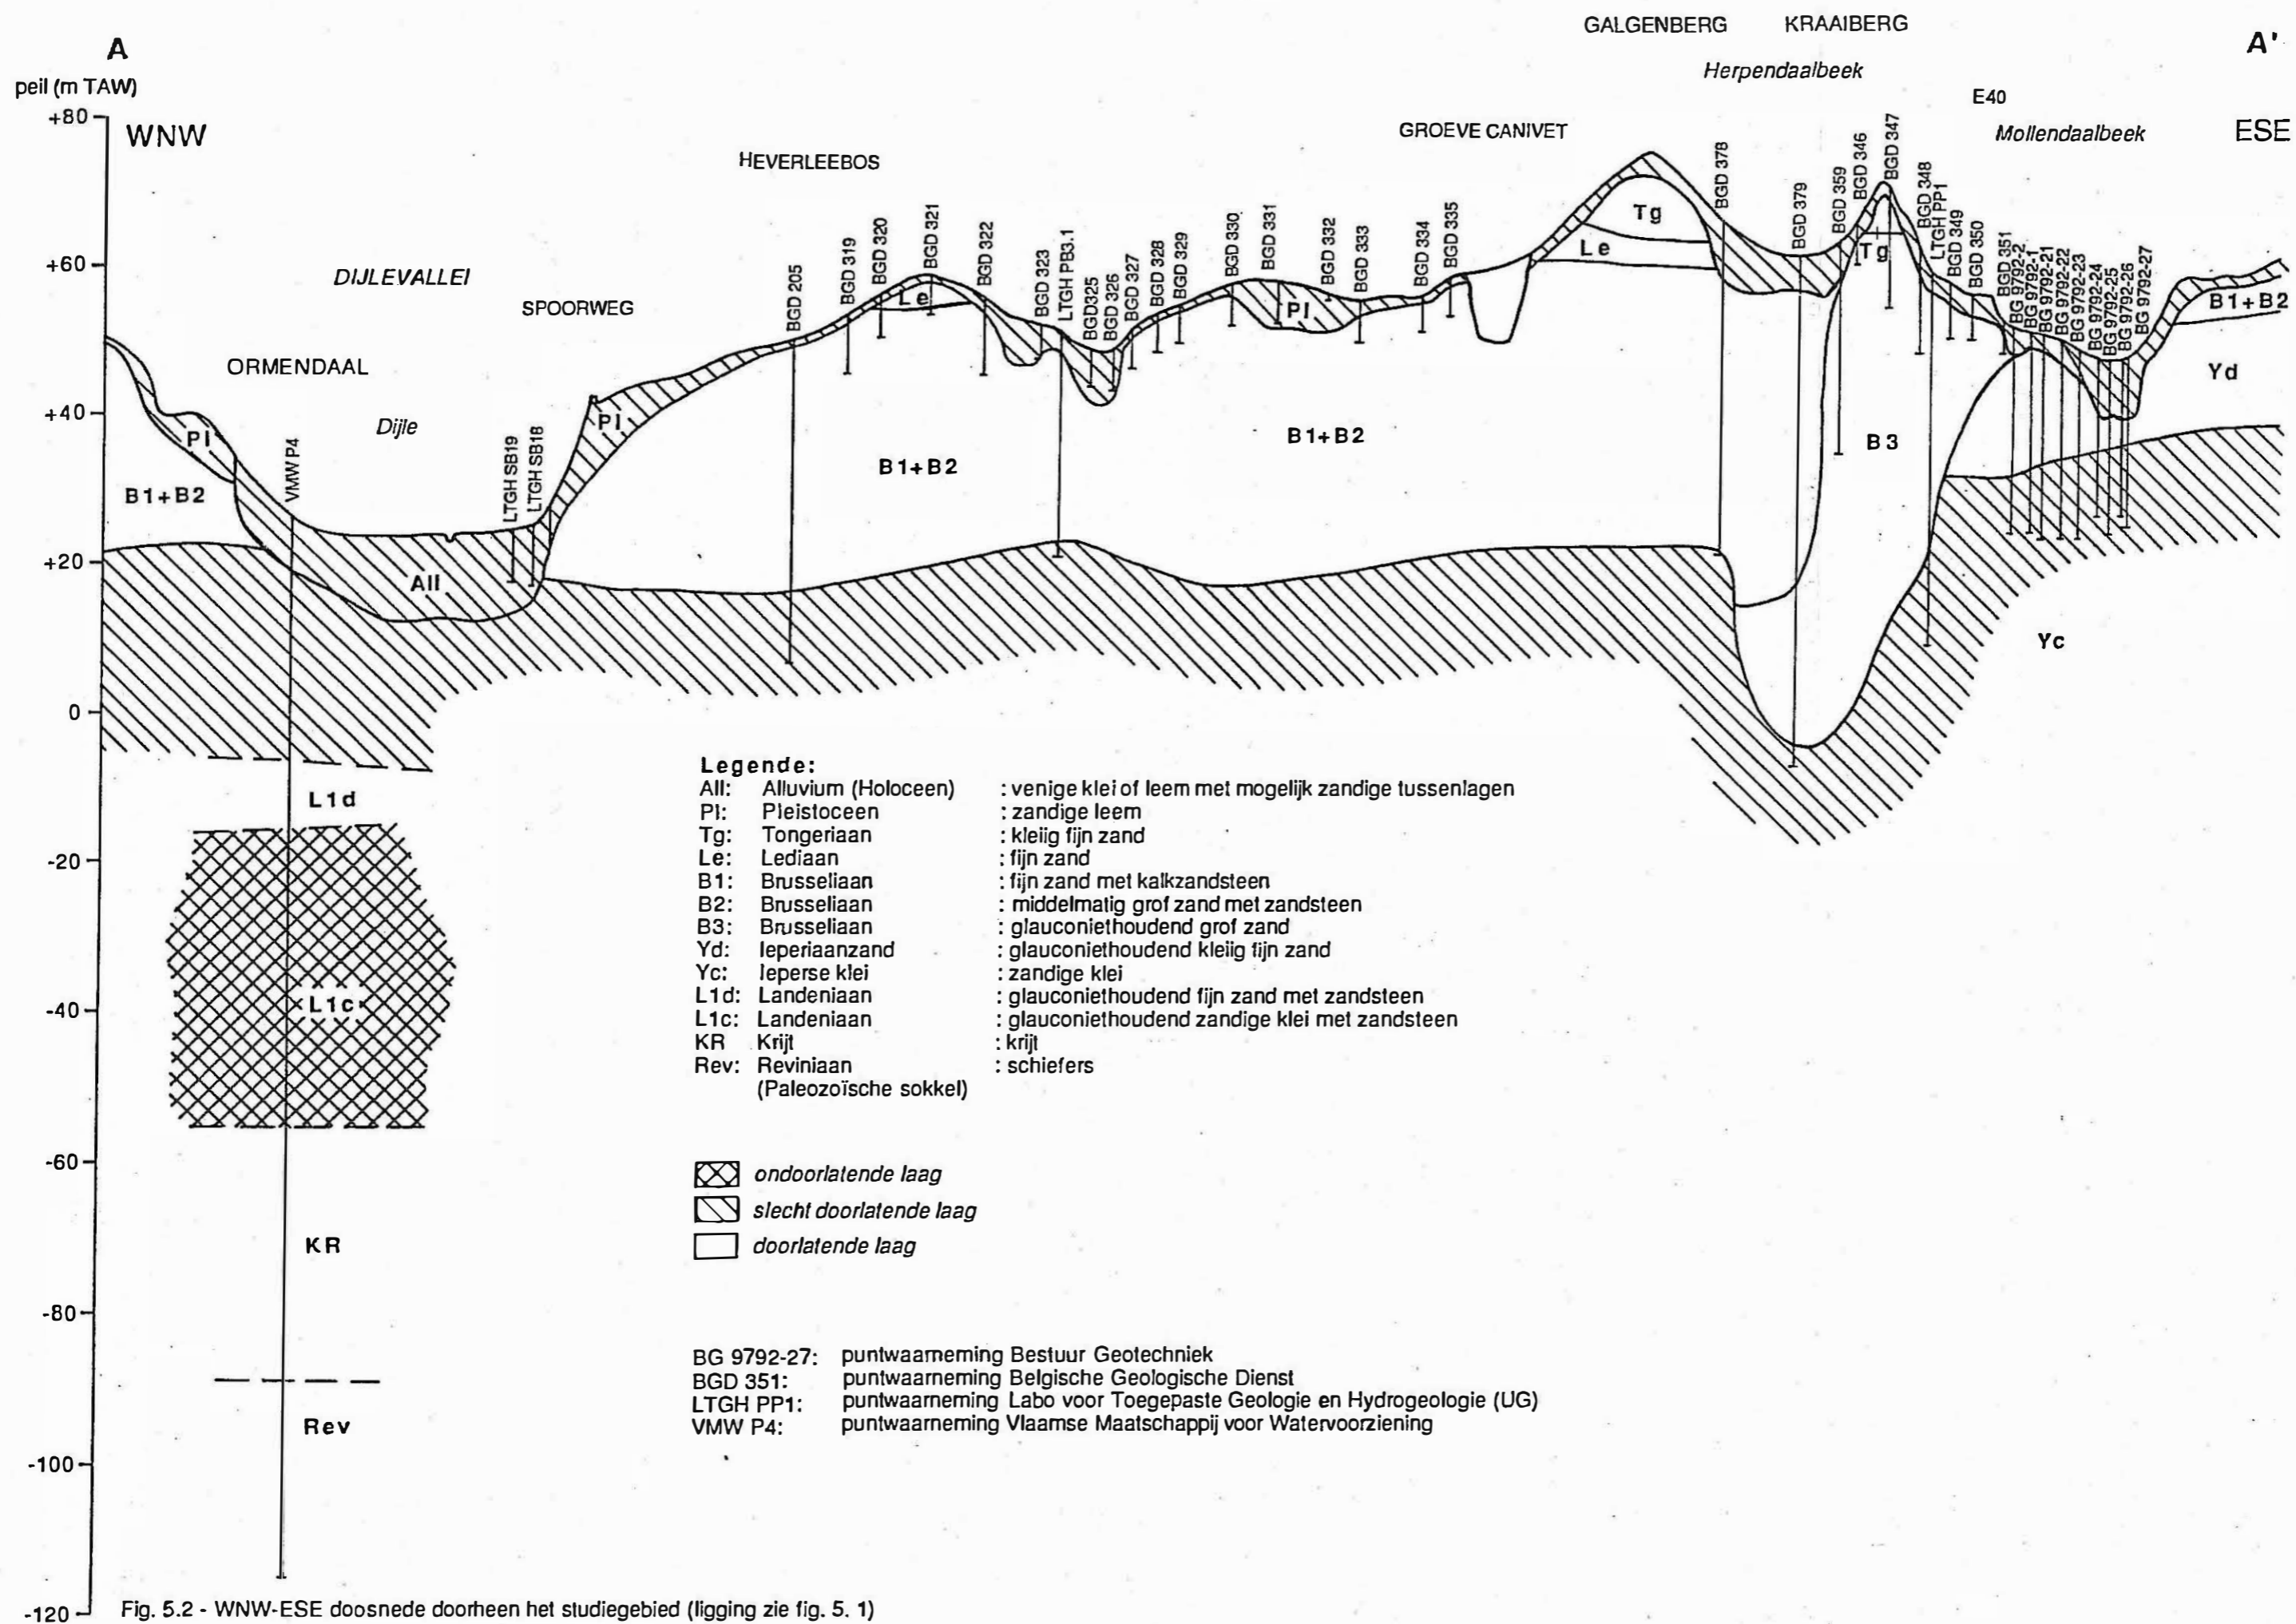 GALGENBERG
KRAAIBERG
A
A'
Herpendaalbeek
peil (m TAW)
E40
+80
WNW
GROEVE CANIVET
Mollendaalbeek
ESE
HEVERLEEBOS
DIJLEVALLEI
SPOORWEG
ORMENDAAL
Dijle
+60
+40
+20
0
-20
-40
-60
-80
-100
-120
VMW P4
LTGH SB19
LTGH SB18
BGD 205
BGD 319
BGD 320
BGD 321
BGD 322
BGD 323
LTGH PB3.1
BGD325
BGD 326
BGD 327
BGD 328
BGD 329
BGD 330
BGD 331
BGD 332
BGD 333
BGD 334
BGD 335
BGD 378
BGD 379
BGD 359
BGD 346
BGD 347
BGD 348
LTGH PP1
BGD 349
BGD 350
BGD 351
BG 9792-2
BG 9792-1
BG 9792-21
BG 9792-22
BG 9792-23
BG 9792-24
BG 9792-25
BG 9792-26
BG 9792-27
Pl
B1+B2
All
Pl
Le
B1+B2
Pl
B1+B2
Tg
Le
Tg
B3
B1+B2
Yd
Yc
L1d
L1c
KR
Rev
Legende:
All: Alluvium (Holoceen) : venige klei of leem met mogelijk zandige tussenlagen
Pl: Pleistoceen : zandige leem
Tg: Tongeriaan : kleiig fijn zand
Le: Lediaan : fijn zand
B1: Brusseliaan : fijn zand met kalkzandsteen
B2: Brusseliaan : middelmatig grof zand met zandsteen
B3: Brusseliaan : glauconiethoudend grof zand
Yd: Ieperiaanzand : glauconiethoudend kleiig fijn zand
Yc: Ieperse klei : zandige klei
L1d: Landeniaan : glauconiethoudend fijn zand met zandsteen
L1c: Landeniaan : glauconiethoudend zandige klei met zandsteen
KR Krijt : krijt
Rev: Reviniaan : schiefers
(Paleozoïsche sokkel)
ondoorlatende laag
slecht doorlatende laag
doorlatende laag
BG 9792-27: puntwaarneming Bestuur Geotechniek
BGD 351: puntwaarneming Belgische Geologische Dienst
LTGH PP1: puntwaarneming Labo voor Toegepaste Geologie en Hydrogeologie (UG)
VMW P4: puntwaarneming Vlaamse Maatschappij voor Watervoorziening
Fig. 5.2 - WNW-ESE doosnede doorheen het studiegebied (ligging zie fig. 5. 1)